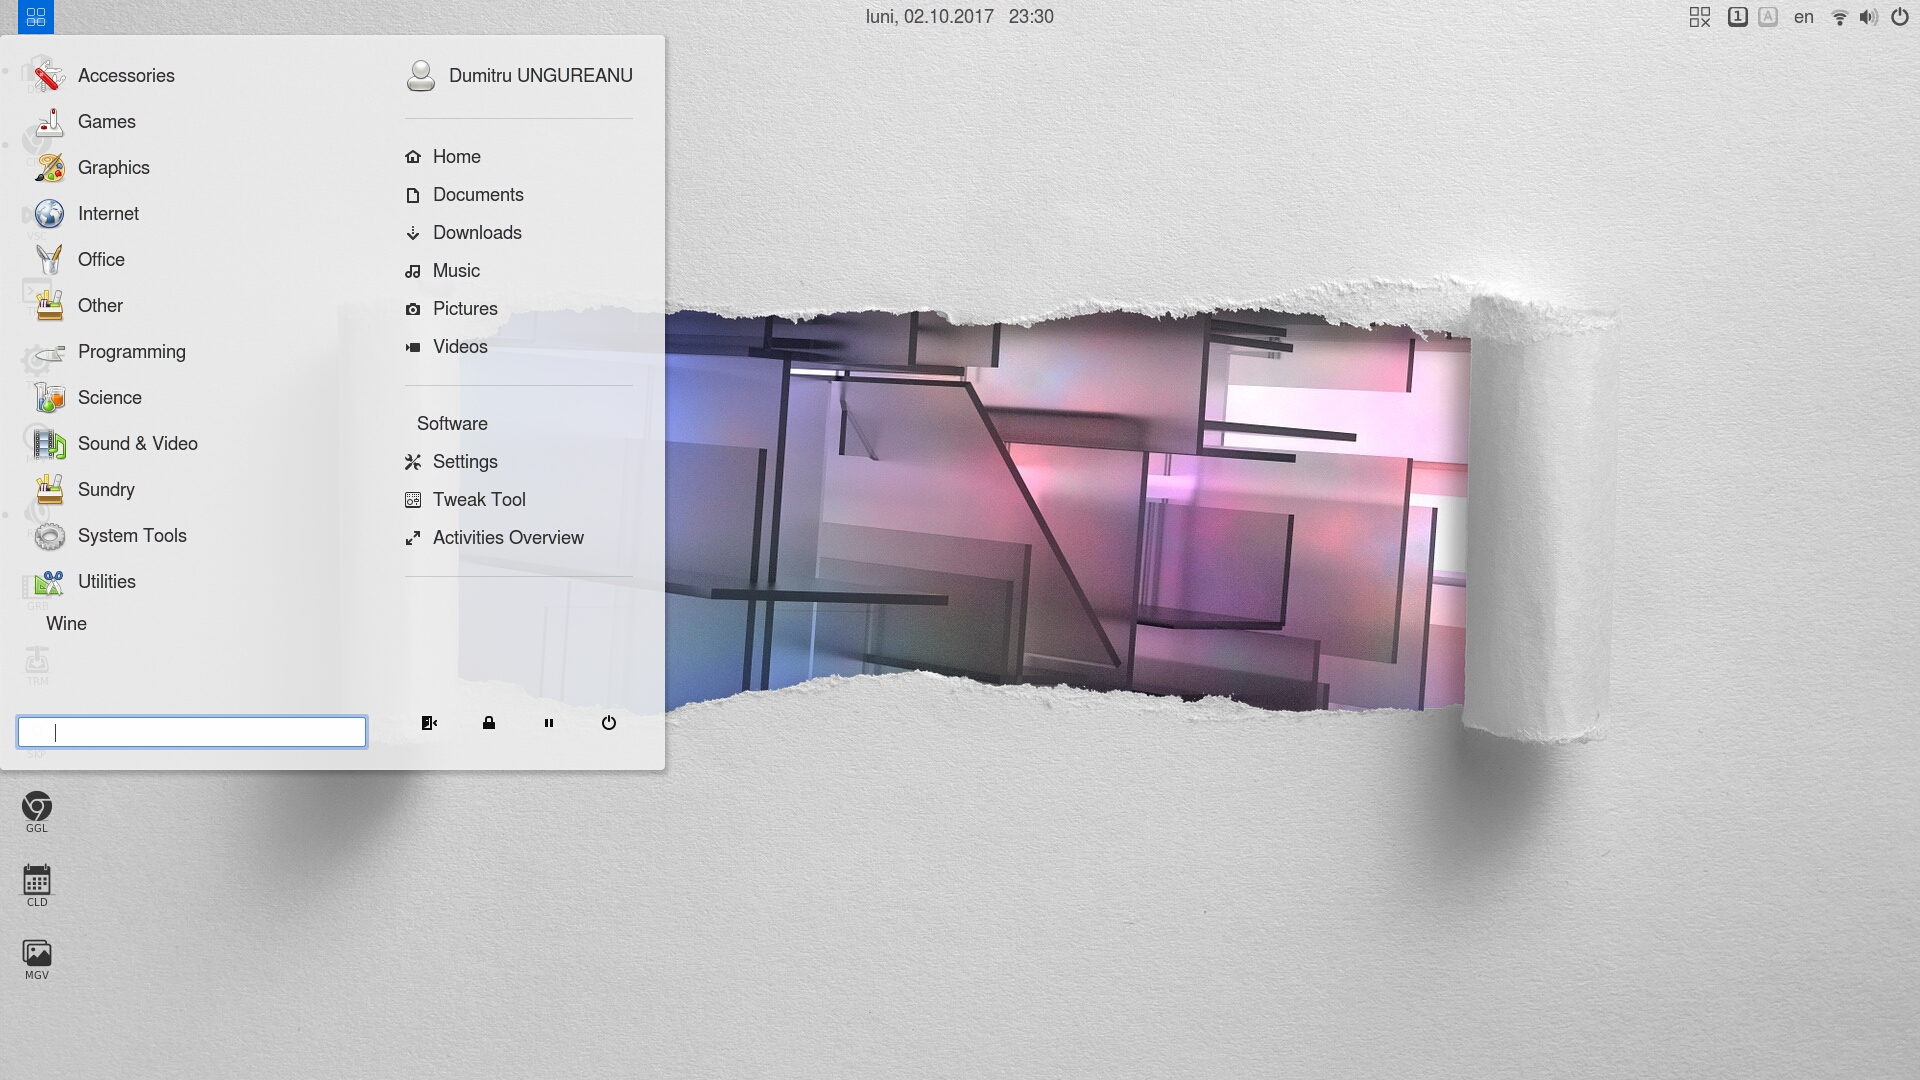 luni, 02.10.2017 23:30
1
A
en
Accessories
Games
Graphics
Internet
Office
Other
Programming
Science
Sound & Video
Sundry
System Tools
Utilities
Wine
Dumitru UNGUREANU
Home
Documents
Downloads
Music
Pictures
Videos
Software
Settings
Tweak Tool
Activities Overview
GRB
TRM
GGL
CLD
MGV